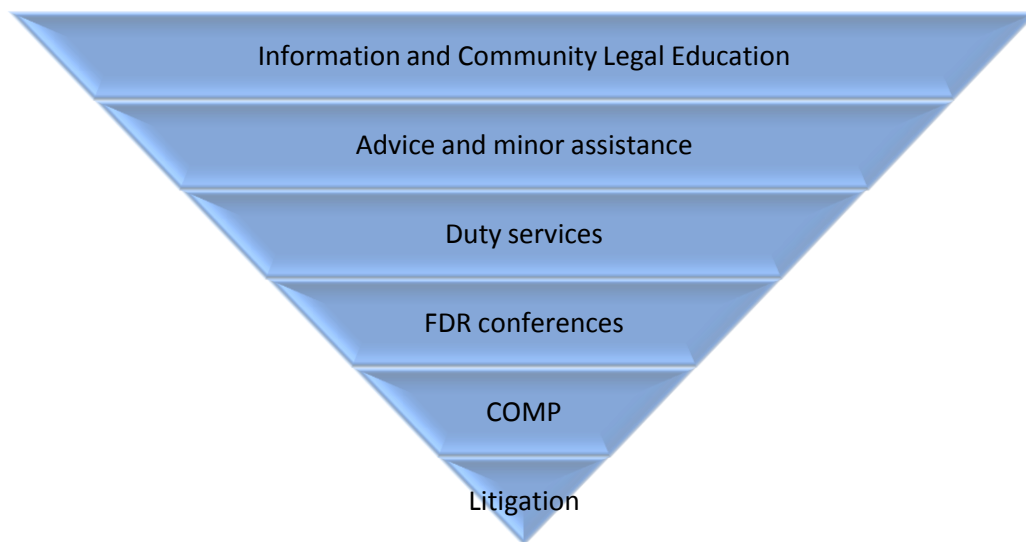 Information and Community Legal Education
Advice and minor assistance
Duty services
FDR conferences
COMP
Litigation